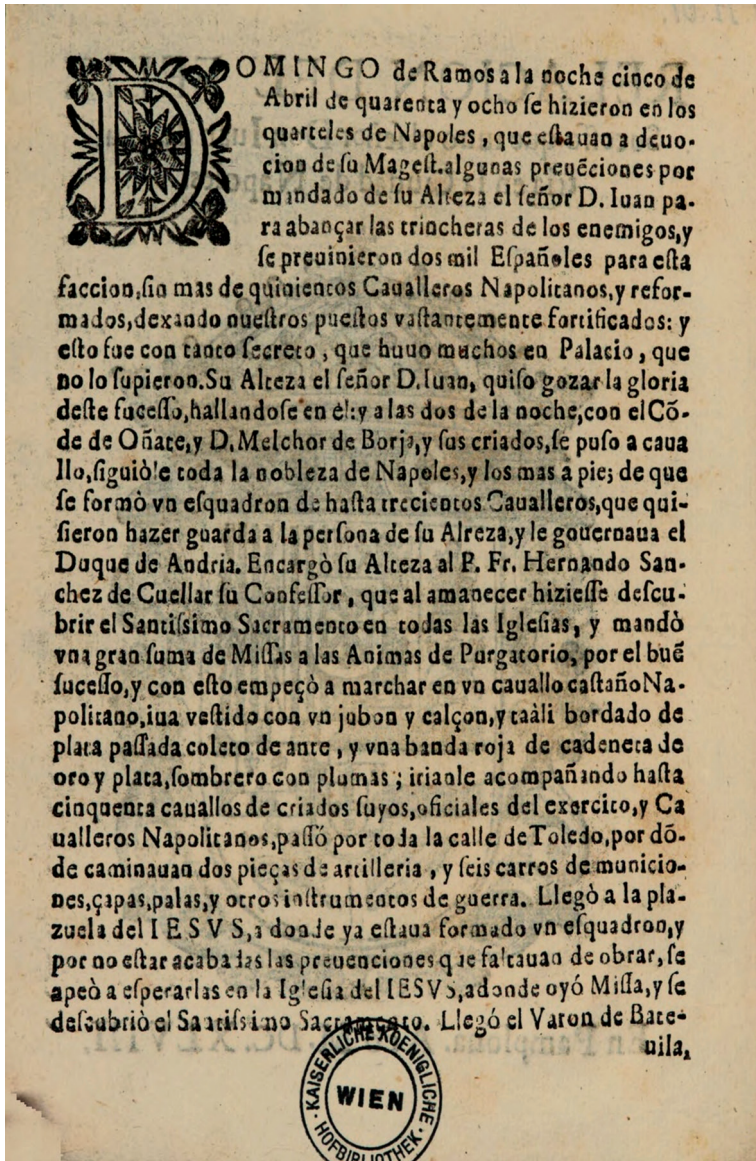 DOMINGO de Ramos a la noche cinco de
Abril de quarenta y ocho ſe hizieron en los
quarteles de Napoles, que eſtauan a deuo-
cion de ſu Mageſt. algunas preuẽciones por
mandado de ſu Alteza el ſeñor D. Iuan pa-
ra abançar las trincheras de los enemigos, y
ſe preuinieron dos mil Eſpañoles para eſta
faccion, ſin mas de quinientos Caualleros Napolitanos, y refor-
mados, dexando nueſtros pueſtos vaſtantemente fortificados: y
eſto fue con tanto ſecreto, que huuo muchos en Palacio, que
no lo ſupieron. Su Alteza el ſeñor D. Iuan, quiſo gozar la gloria
deſte ſuceſſo, hallandoſe en èl: y a las dos de la noche, con el Cõ-
de de Oñate, y D. Melchor de Borja, y sus criados, ſe puſo a caua
llo, ſiguiòle toda la nobleza de Napoles, y los mas a pie; de que
ſe formò vn eſquadron de haſta trecientos Caualleros, que qui-
ſieron hazer guarda a la perſona de ſu Alreza, y le gouernaua el
Duque de Andria. Encargò ſu Alteza al P. Fr. Hernando San-
chez de Cuellar ſu Confeſſor, que al amanecer hizieſſe deſcu-
brir el Santiſsimo Sacramento en todas las Igleſias, y mandò
vna gran ſuma de Miſſas a las Animas de Purgatorio, por el buẽ
ſuceſſo, y con eſto empeçò a marchar en vn cauallo caſtaño Na-
politano, iua veſtido con vn jubon y calçon, y taàli bordado de
plata paſſada coleto de ante, y vna banda roja de cadeneta de
oro y plata, ſombrero con plumas; irianle acompañando haſta
cinquenta cauallos de criados ſuyos, oficiales del exercito, y Ca
ualleros Napolitanos, paſſó por toda la calle de Toledo, por dõ-
de caminauan dos pieças de artilleria, y ſeis carros de municio-
nes, çapas, palas, y otros inſtrumentos de guerra. Llegò a la pla-
zuela del IESVS, a donde ya eſtaua formado vn eſquadron, y
por no eſtar acabadas las preuenciones que faltauan de obrar, ſe
apeò a eſperarlas en la Igleſia del IESVS, adonde oyó Miſſa, y ſe
deſcubriò el Santiſsimo Sacramento. Llegó el Varon de Bate-
uila,
KAISERLICHE KOENIGLICHE
WIEN
HOFBIBLIOTHEK